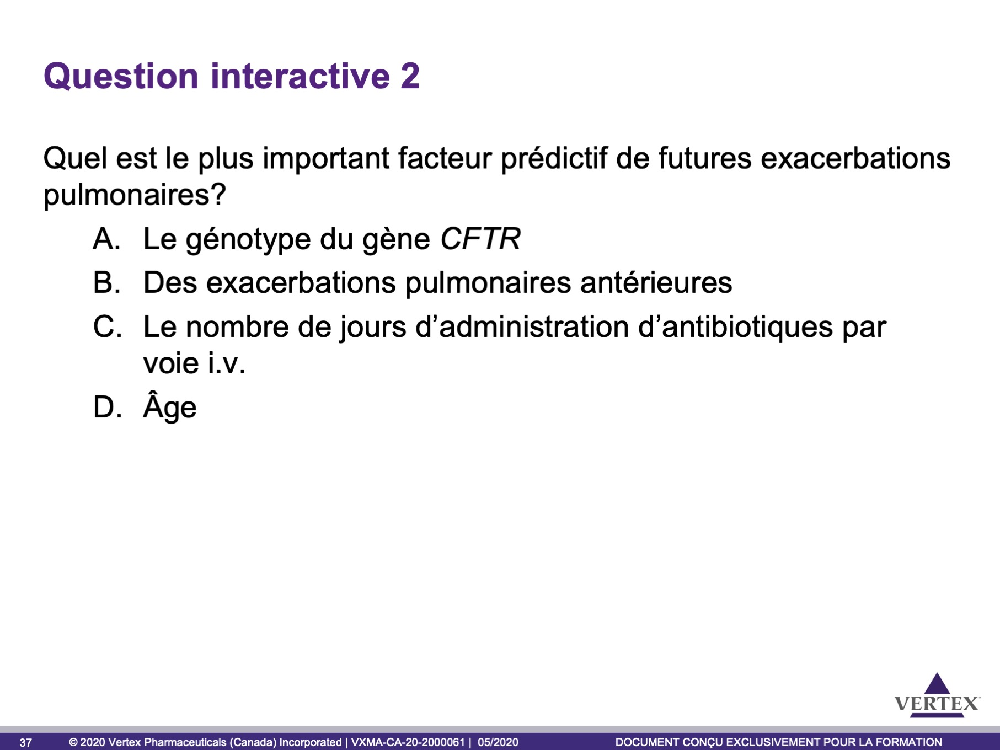 Question interactive 2
Quel est le plus important facteur prédictif de futures exacerbations
pulmonaires?
A. Le génotype du gène CFTR
B. Des exacerbations pulmonaires antérieures
C. Le nombre de jours d’administration d’antibiotiques par
voie i.v.
D. Âge
VERTEX
37 © 2020 Vertex Pharmaceuticals (Canada) Incorporated | VXMA-CA-20-2000061 | 05/2020 DOCUMENT CONÇU EXCLUSIVEMENT POUR LA FORMATION